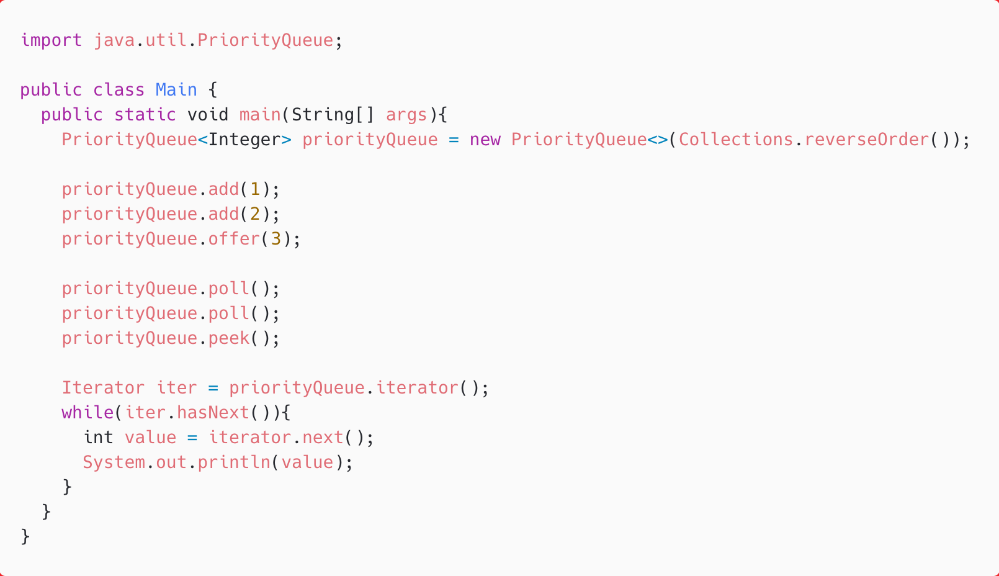 import java.util.PriorityQueue;
public class Main {
  public static void main(String[] args){
    PriorityQueue<Integer> priorityQueue = new PriorityQueue<>(Collections.reverseOrder());
    priorityQueue.add(1);
    priorityQueue.add(2);
    priorityQueue.offer(3);
    priorityQueue.poll();
    priorityQueue.poll();
    priorityQueue.peek();
    Iterator iter = priorityQueue.iterator();
    while(iter.hasNext()){
      int value = iterator.next();
      System.out.println(value);
    }
  }
}